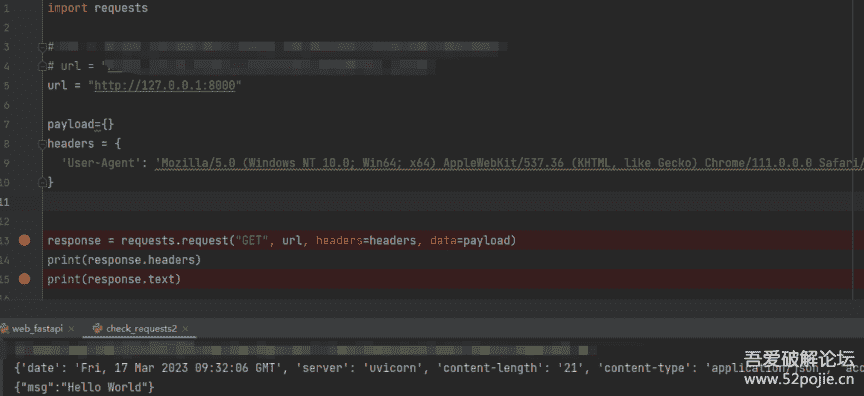 1 import requests
2
3 #
4 # url = "
5 url = "http://127.0.0.1:8000"
6
7 payload={}
8 headers = {
9 'User-Agent': 'Mozilla/5.0 (Windows NT 10.0; Win64; x64) AppleWebKit/537.36 (KHTML, like Gecko) Chrome/111.0.0.0 Safari/
10 }
11
12
13 response = requests.request("GET", url, headers=headers, data=payload)
14 print(response.headers)
15 print(response.text)
16
web_fastapi × check_requests2 ×
{'date': 'Fri, 17 Mar 2023 09:32:06 GMT', 'server': 'uvicorn', 'content-length': '21', 'content-type': 'application/json', 'acc
{"msg":"Hello World"}
吾爱破解论坛
www.52pojie.cn